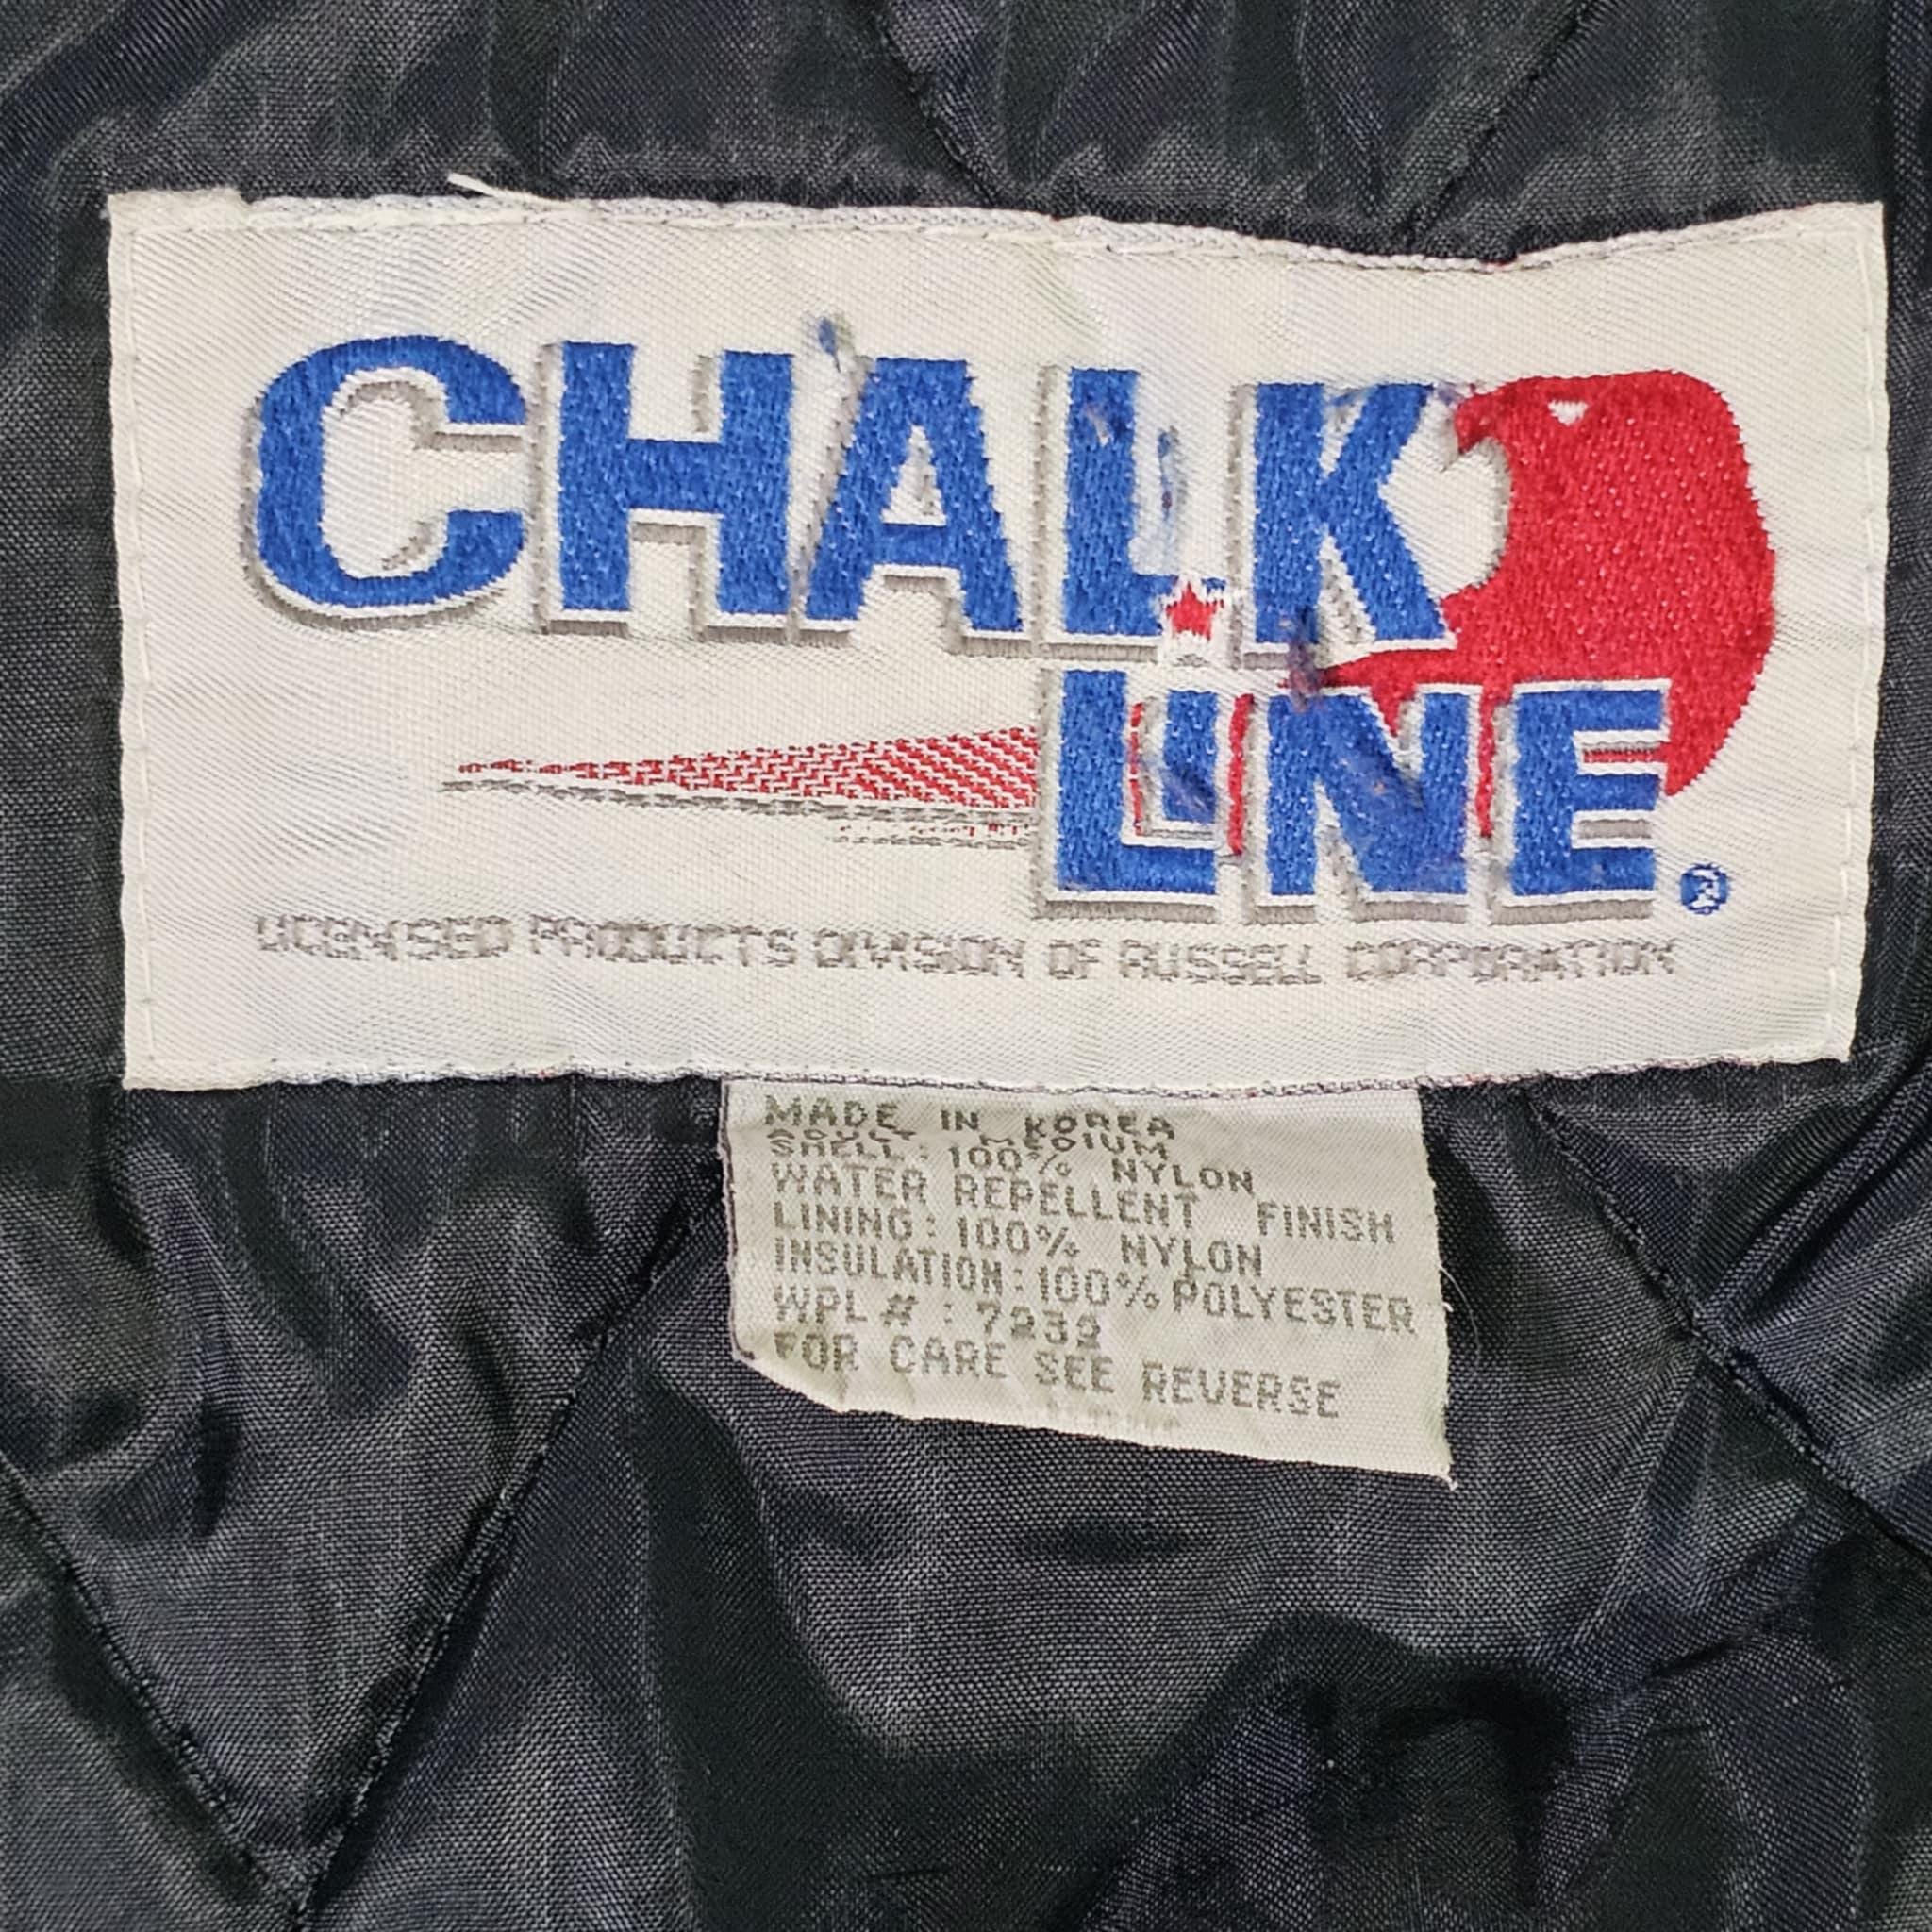 CHALK
LINE®
LICENSED PRODUCTS DIVISION OF RUSSELL CORPORATION
MADE IN KOREA
ADULT MEDIUM
SHELL: 100% NYLON
WATER REPELLENT FINISH
LINING: 100% NYLON
INSULATION: 100% POLYESTER
WPL #: 7232
FOR CARE SEE REVERSE